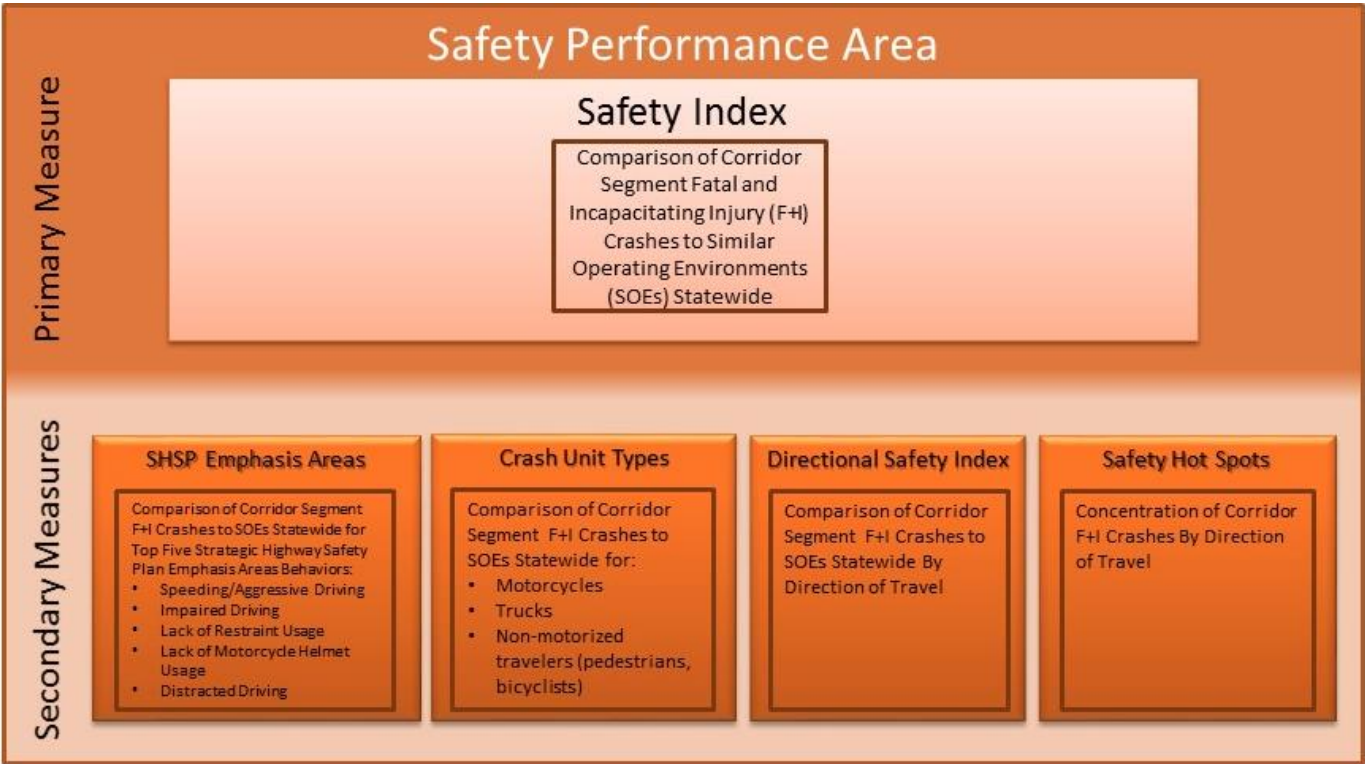 Safety Performance Area
Primary Measure
Safety Index
Comparison of Corridor
Segment Fatal and
Incapacitating Injury (F+I)
Crashes to Similar
Operating Environments
(SOEs) Statewide
Secondary Measures
SHSP Emphasis Areas
Comparison of Corridor Segment
F+I Crashes to SOEs Statewide for
Top Five Strategic Highway Safety
Plan Emphasis Areas Behaviors:
• Speeding/Aggressive Driving
• Impaired Driving
• Lack of Restraint Usage
• Lack of Motorcycle Helmet
Usage
• Distracted Driving
Crash Unit Types
Comparison of Corridor
Segment F+I Crashes to
SOEs Statewide for:
• Motorcycles
• Trucks
• Non-motorized
travelers (pedestrians,
bicyclists)
Directional Safety Index
Comparison of Corridor
Segment F+I Crashes to
SOEs Statewide By
Direction of Travel
Safety Hot Spots
Concentration of Corridor
F+I Crashes By Direction
of Travel